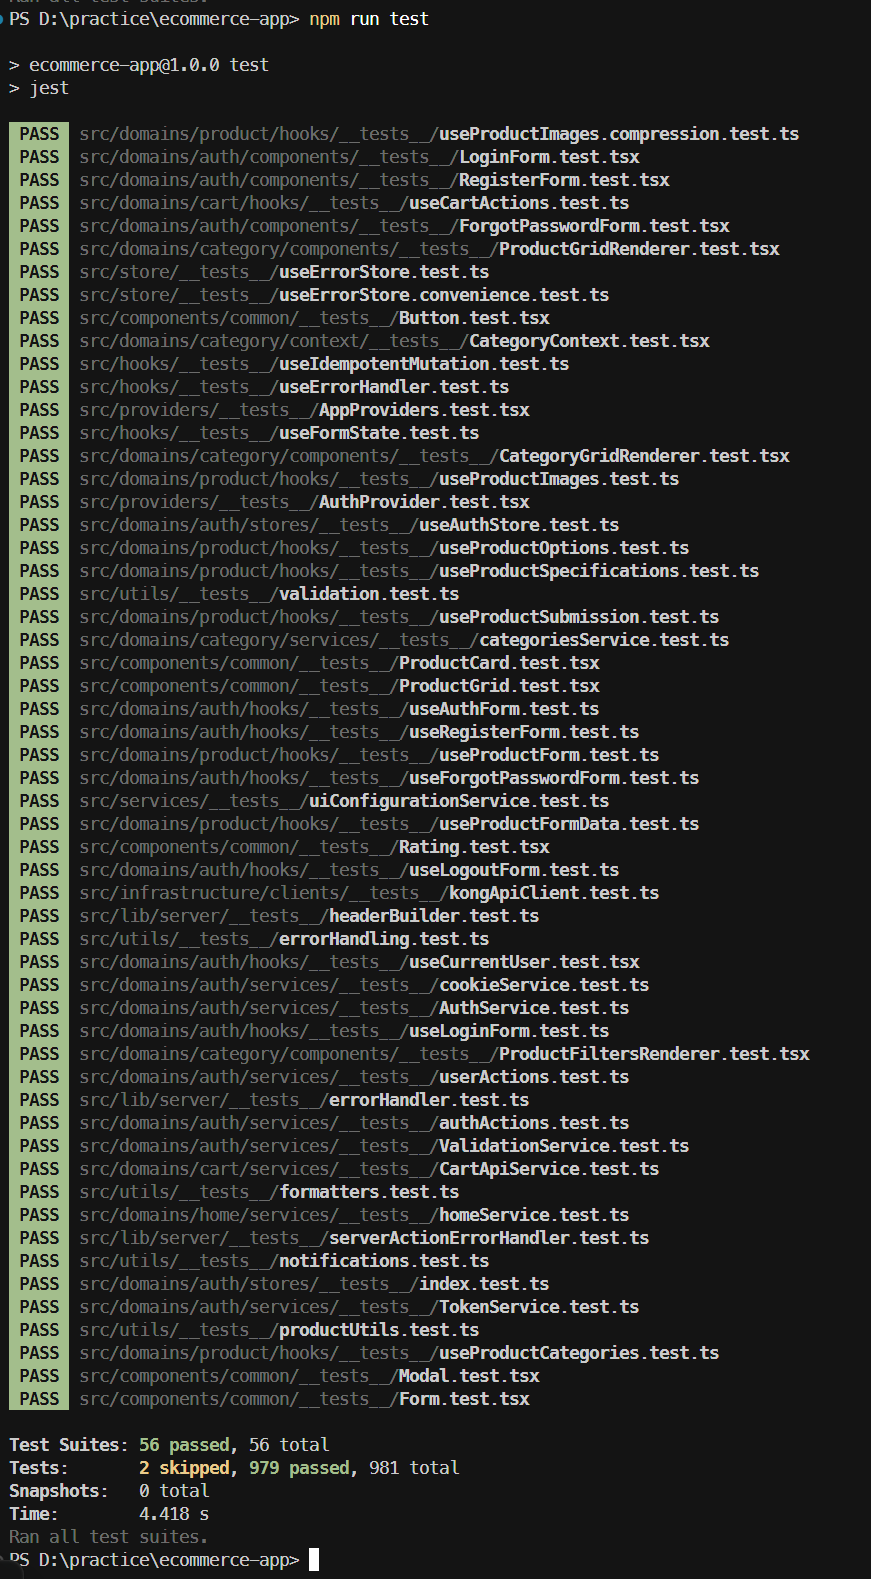 PS D:\practice\ecommerce-app> npm run test
> ecommerce-app@1.0.0 test
> jest
PASS src/domains/product/hooks/__tests__/useProductImages.compression.test.ts
PASS src/domains/auth/components/__tests__/LoginForm.test.tsx
PASS src/domains/auth/components/__tests__/RegisterForm.test.tsx
PASS src/domains/cart/hooks/__tests__/useCartActions.test.ts
PASS src/domains/auth/components/__tests__/ForgotPasswordForm.test.tsx
PASS src/domains/category/components/__tests__/ProductGridRenderer.test.tsx
PASS src/store/__tests__/useErrorStore.test.ts
PASS src/store/__tests__/useErrorStore.convenience.test.ts
PASS src/components/common/__tests__/Button.test.tsx
PASS src/domains/category/context/__tests__/CategoryContext.test.tsx
PASS src/hooks/__tests__/useIdempotentMutation.test.ts
PASS src/hooks/__tests__/useErrorHandler.test.ts
PASS src/providers/__tests__/AppProviders.test.tsx
PASS src/hooks/__tests__/useFormState.test.ts
PASS src/domains/category/components/__tests__/CategoryGridRenderer.test.tsx
PASS src/domains/product/hooks/__tests__/useProductImages.test.ts
PASS src/providers/__tests__/AuthProvider.test.tsx
PASS src/domains/auth/stores/__tests__/useAuthStore.test.ts
PASS src/domains/product/hooks/__tests__/useProductOptions.test.ts
PASS src/domains/product/hooks/__tests__/useProductSpecifications.test.ts
PASS src/utils/__tests__/validation.test.ts
PASS src/domains/product/hooks/__tests__/useProductSubmission.test.ts
PASS src/domains/category/services/__tests__/categoriesService.test.ts
PASS src/components/common/__tests__/ProductCard.test.tsx
PASS src/components/common/__tests__/ProductGrid.test.tsx
PASS src/domains/auth/hooks/__tests__/useAuthForm.test.ts
PASS src/domains/auth/hooks/__tests__/useRegisterForm.test.ts
PASS src/domains/product/hooks/__tests__/useProductForm.test.ts
PASS src/domains/auth/hooks/__tests__/useForgotPasswordForm.test.ts
PASS src/services/__tests__/uiConfigurationService.test.ts
PASS src/domains/product/hooks/__tests__/useProductFormData.test.ts
PASS src/components/common/__tests__/Rating.test.tsx
PASS src/domains/auth/hooks/__tests__/useLogoutForm.test.ts
PASS src/infrastructure/clients/__tests__/kongApiClient.test.ts
PASS src/lib/server/__tests__/headerBuilder.test.ts
PASS src/utils/__tests__/errorHandling.test.ts
PASS src/domains/auth/hooks/__tests__/useCurrentUser.test.tsx
PASS src/domains/auth/services/__tests__/cookieService.test.ts
PASS src/domains/auth/services/__tests__/AuthService.test.ts
PASS src/domains/auth/hooks/__tests__/useLoginForm.test.ts
PASS src/domains/category/components/__tests__/ProductFiltersRenderer.test.tsx
PASS src/domains/auth/services/__tests__/userActions.test.ts
PASS src/lib/server/__tests__/errorHandler.test.ts
PASS src/domains/auth/services/__tests__/authActions.test.ts
PASS src/domains/auth/services/__tests__/ValidationService.test.ts
PASS src/domains/cart/services/__tests__/CartApiService.test.ts
PASS src/utils/__tests__/formatters.test.ts
PASS src/domains/home/services/__tests__/homeService.test.ts
PASS src/lib/server/__tests__/serverActionErrorHandler.test.ts
PASS src/utils/__tests__/notifications.test.ts
PASS src/domains/auth/stores/__tests__/index.test.ts
PASS src/domains/auth/services/__tests__/TokenService.test.ts
PASS src/utils/__tests__/productUtils.test.ts
PASS src/domains/product/hooks/__tests__/useProductCategories.test.ts
PASS src/components/common/__tests__/Modal.test.tsx
PASS src/components/common/__tests__/Form.test.tsx
Test Suites: 56 passed, 56 total
Tests: 2 skipped, 979 passed, 981 total
Snapshots: 0 total
Time: 4.418 s
Ran all test suites.
PS D:\practice\ecommerce-app>